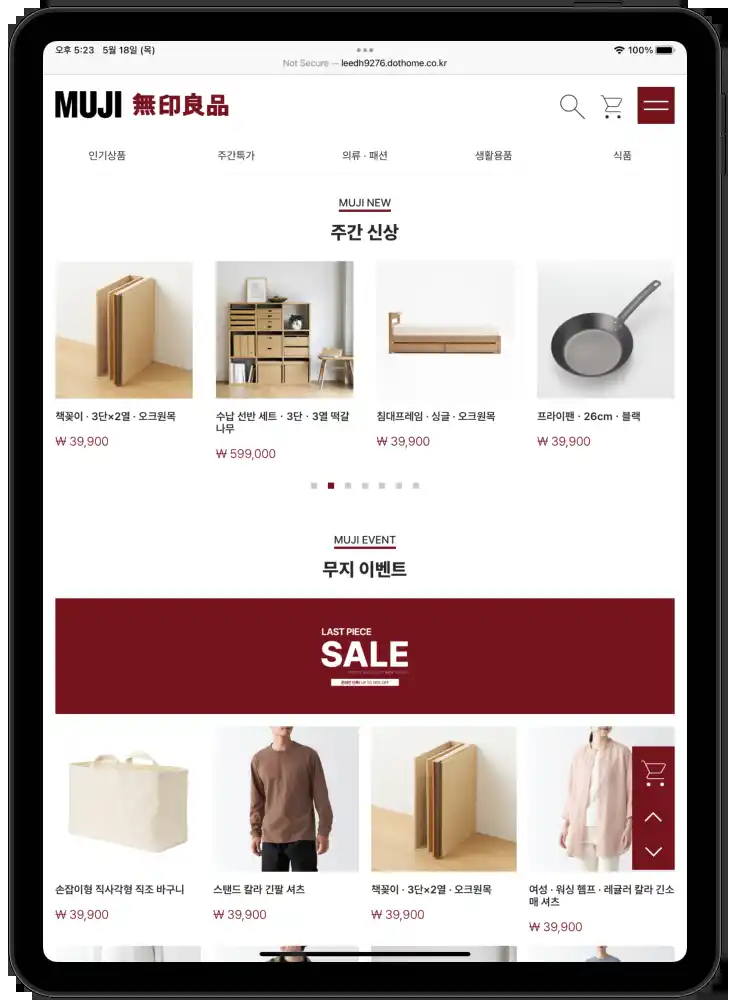 오후 5:23 5월 18일 (목)
100%
Not Secure — leedh9276.dothome.co.kr
MUJI 無印良品
인기상품 주간특가 의류 · 패션 생활용품 식품
MUJI NEW
주간 신상
책꽂이 · 3단×2열 · 오크원목
₩ 39,900
수납 선반 세트 · 3단 · 3열 떡갈
나무
₩ 599,000
침대프레임 · 싱글 · 오크원목
₩ 39,900
프라이팬 · 26cm · 블랙
₩ 39,900
MUJI EVENT
무지 이벤트
LAST PIECE
SALE
손잡이형 직사각형 직조 바구니
₩ 39,900
스탠드 칼라 긴팔 셔츠
₩ 39,900
책꽂이 · 3단×2열 · 오크원목
₩ 39,900
여성 · 워싱 헴프 · 레귤러 칼라 긴소
매 셔츠
₩ 39,900